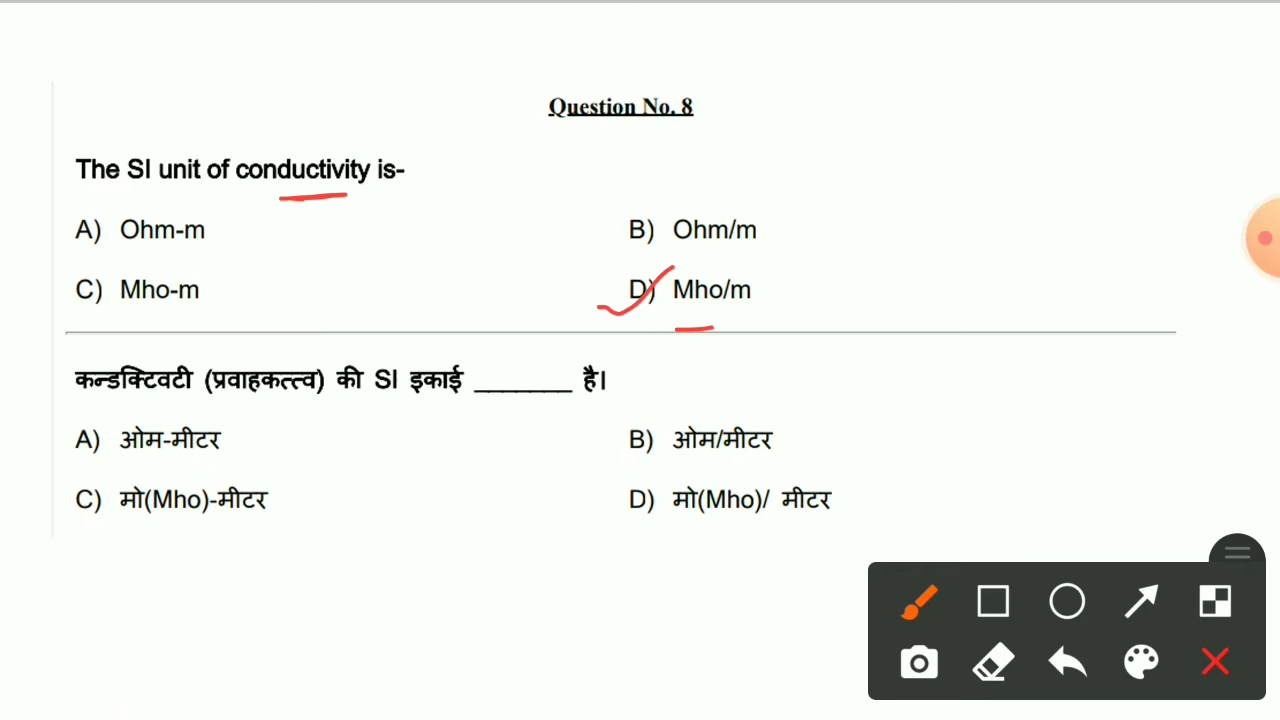 Question No. 8
The SI unit of conductivity is-
A) Ohm-m B) Ohm/m
C) Mho-m D) Mho/m
कन्डक्टिवटी (प्रवाहकत्त्व) की SI इकाई _______ है।
A) ओम-मीटर B) ओम/मीटर
C) मो(Mho)-मीटर D) मो(Mho)/ मीटर